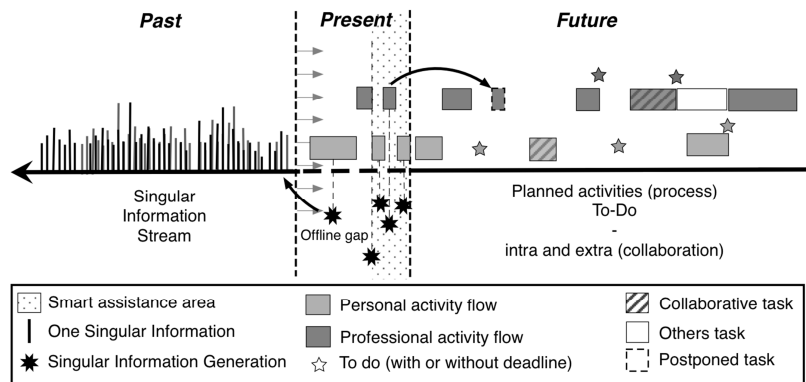 Past
Present
Future
Singular
Information
Stream
Offline gap
Planned activities (process)
To-Do
-
intra and extra (collaboration)
Smart assistance area
One Singular Information
Singular Information Generation
Personal activity flow
Professional activity flow
To do (with or without deadline)
Collaborative task
Others task
Postponed task